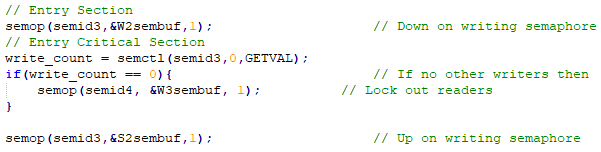 // Entry Section
semop(semid3,&W2sembuf,1); // Down on writing semaphore
// Entry Critical Section
write_count = semctl(semid3,0,GETVAL);
if(write_count == 0){ // If no other writers then
semop(semid4, &W3sembuf, 1); // Lock out readers
}
semop(semid3,&S2sembuf,1); // Up on writing semaphore